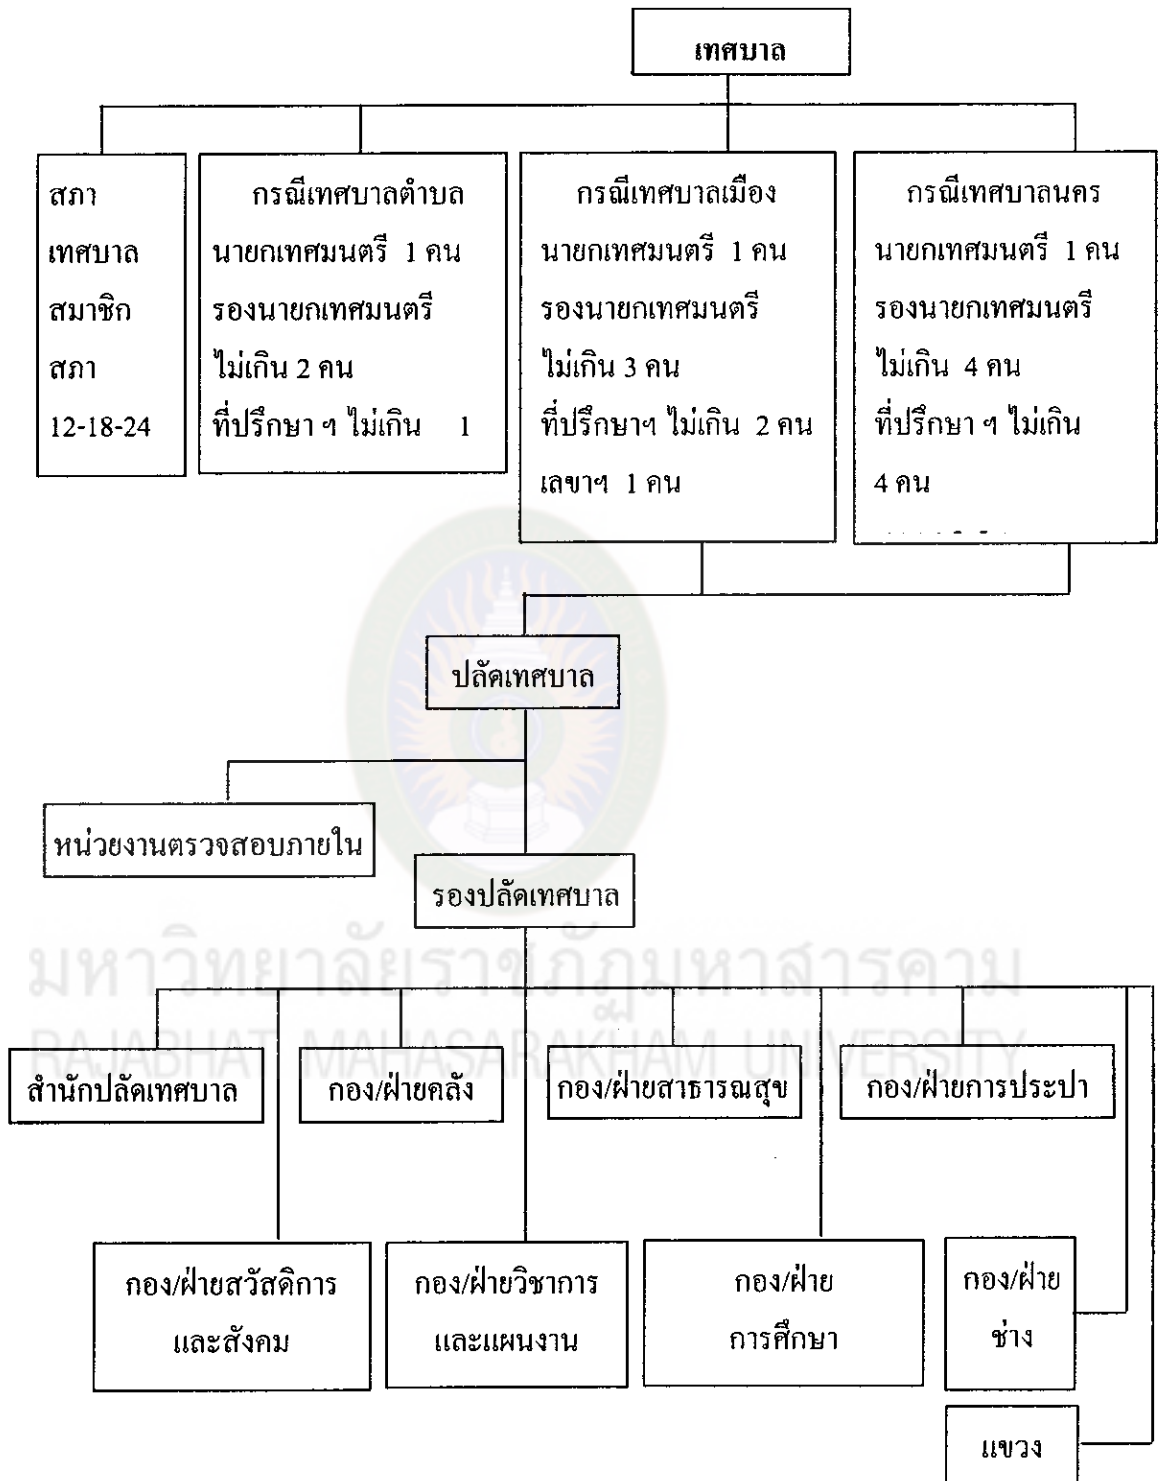 เทศบาล
สภา
เทศบาล
สมาชิก
สภา
12-18-24
กรณีเทศบาลตำบล
นายกเทศมนตรี 1 คน
รองนายกเทศมนตรี
ไม่เกิน 2 คน
ที่ปรึกษา ฯ ไม่เกิน 1
กรณีเทศบาลเมือง
นายกเทศมนตรี 1 คน
รองนายกเทศมนตรี
ไม่เกิน 3 คน
ที่ปรึกษาฯ ไม่เกิน 2 คน
เลขาฯ 1 คน
กรณีเทศบาลนคร
นายกเทศมนตรี 1 คน
รองนายกเทศมนตรี
ไม่เกิน 4 คน
ที่ปรึกษา ฯ ไม่เกิน
4 คน
ปลัดเทศบาล
หน่วยงานตรวจสอบภายใน
รองปลัดเทศบาล
มหาวิทยาลัยราชภัฏมหาสารคาม
RAJABHAT MAHASARAKHAM UNIVERSITY
สำนักปลัดเทศบาล
กอง/ฝ่ายคลัง
กอง/ฝ่ายสาธารณสุข
กอง/ฝ่ายการประปา
กอง/ฝ่ายสวัสดิการ
และสังคม
กอง/ฝ่ายวิชาการ
และแผนงาน
กอง/ฝ่าย
การศึกษา
กอง/ฝ่าย
ช่าง
แขวง